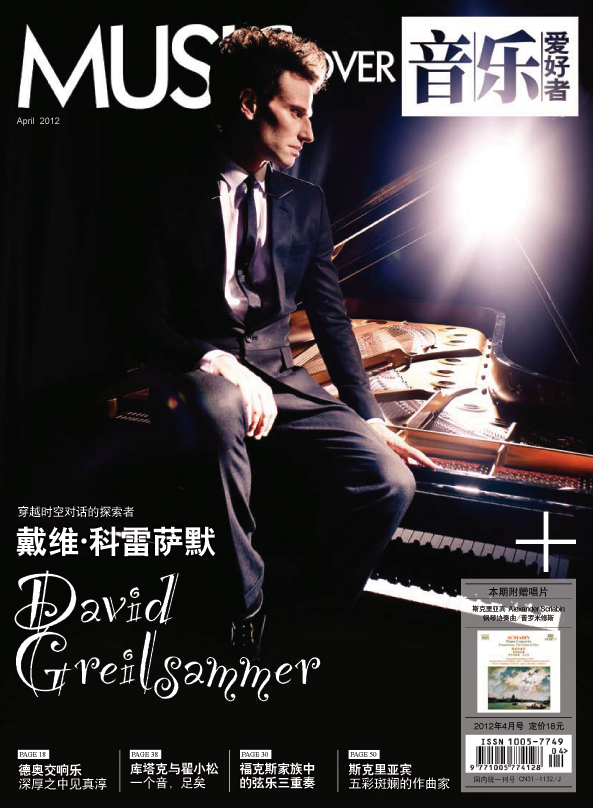 MUSIC LOVER
音乐
爱好者
April 2012
穿越时空对话的探索者
戴维·科雷萨默
David
Greilsammer
本期附赠唱片
斯克里亚宾 Alexander Scriabin
钢琴协奏曲/普罗米修斯
SCRIABIN
2012年4月号 定价18元
ISSN 1005-7749
04>
9 771005 774128
国内统一刊号 CN31-1132/J
PAGE 18
德奥交响乐
深厚之中见真淳
PAGE 38
库塔克与瞿小松
一个音，足矣
PAGE 30
福克斯家族中
的弦乐三重奏
PAGE 50
斯克里亚宾
五彩斑斓的作曲家